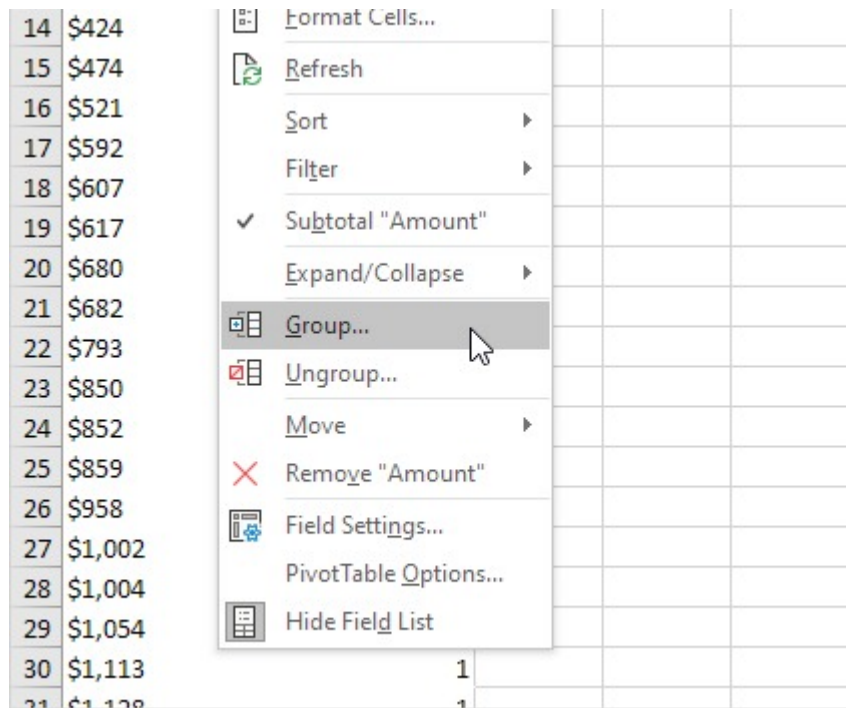 14 $424 Format Cells...
15 $474 Refresh
16 $521 Sort
17 $592 Filter
18 $607
19 $617 Subtotal "Amount"
20 $680 Expand/Collapse
21 $682 Group...
22 $793
23 $850 Ungroup...
24 $852 Move
25 $859 Remove "Amount"
26 $958 Field Settings...
27 $1,002
28 $1,004 PivotTable Options...
29 $1,054 Hide Field List
30 $1,113 1
31 $1,128 1